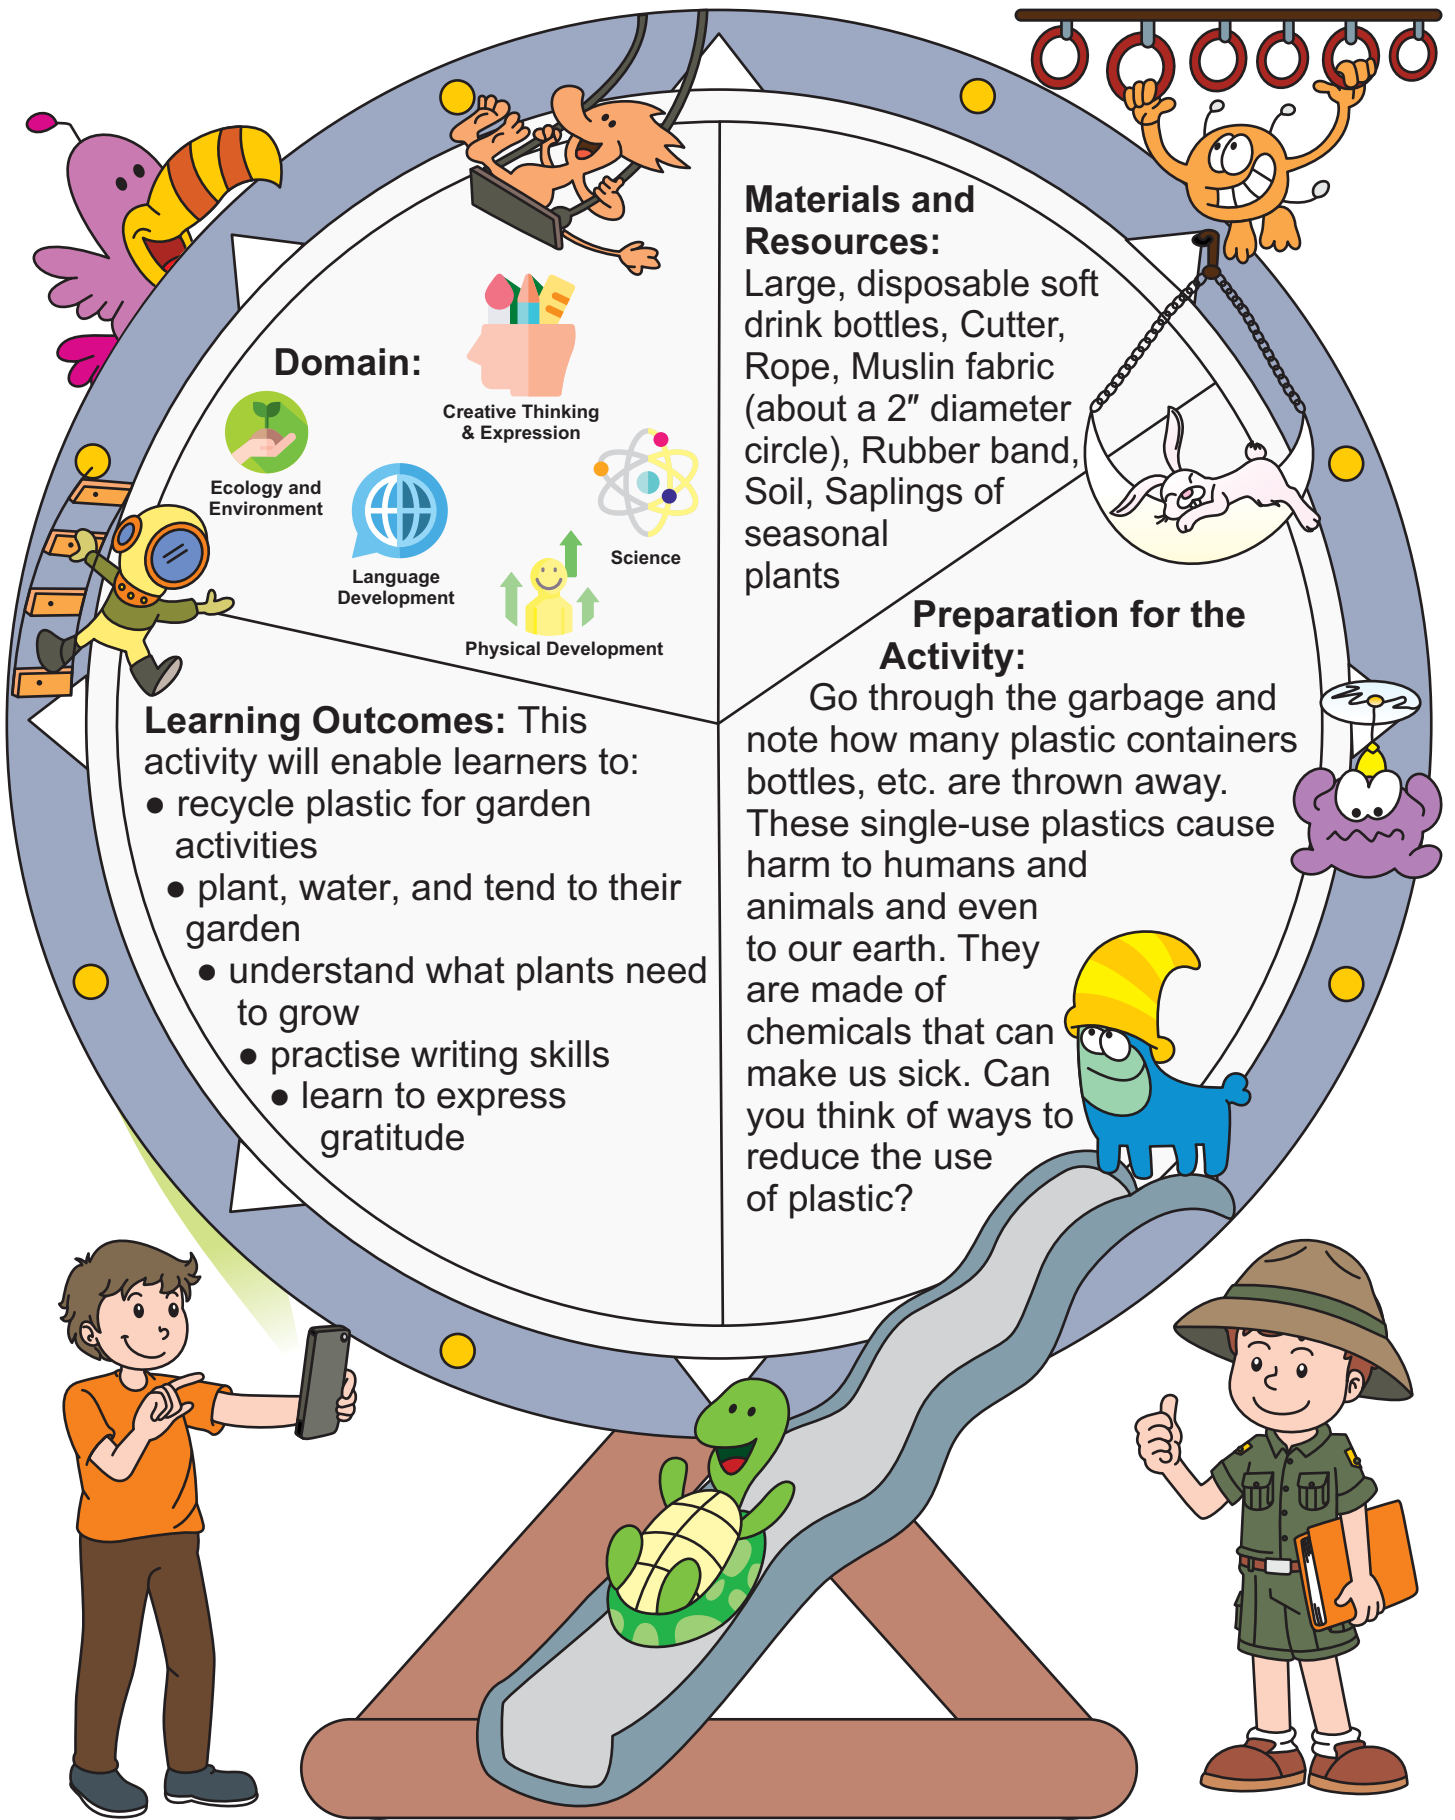 Domain:
Creative Thinking
& Expression
Ecology and
Environment
Language
Development
Science
Physical Development
Materials and
Resources:
Large, disposable soft
drink bottles, Cutter,
Rope, Muslin fabric
(about a 2″ diameter
circle), Rubber band,
Soil, Saplings of
seasonal
plants
Learning Outcomes: This
activity will enable learners to:
● recycle plastic for garden
activities
● plant, water, and tend to their
garden
● understand what plants need
to grow
● practise writing skills
● learn to express
gratitude
Preparation for the
Activity:
Go through the garbage and
note how many plastic containers
bottles, etc. are thrown away.
These single-use plastics cause
harm to humans and
animals and even
to our earth. They
are made of
chemicals that can
make us sick. Can
you think of ways to
reduce the use
of plastic?